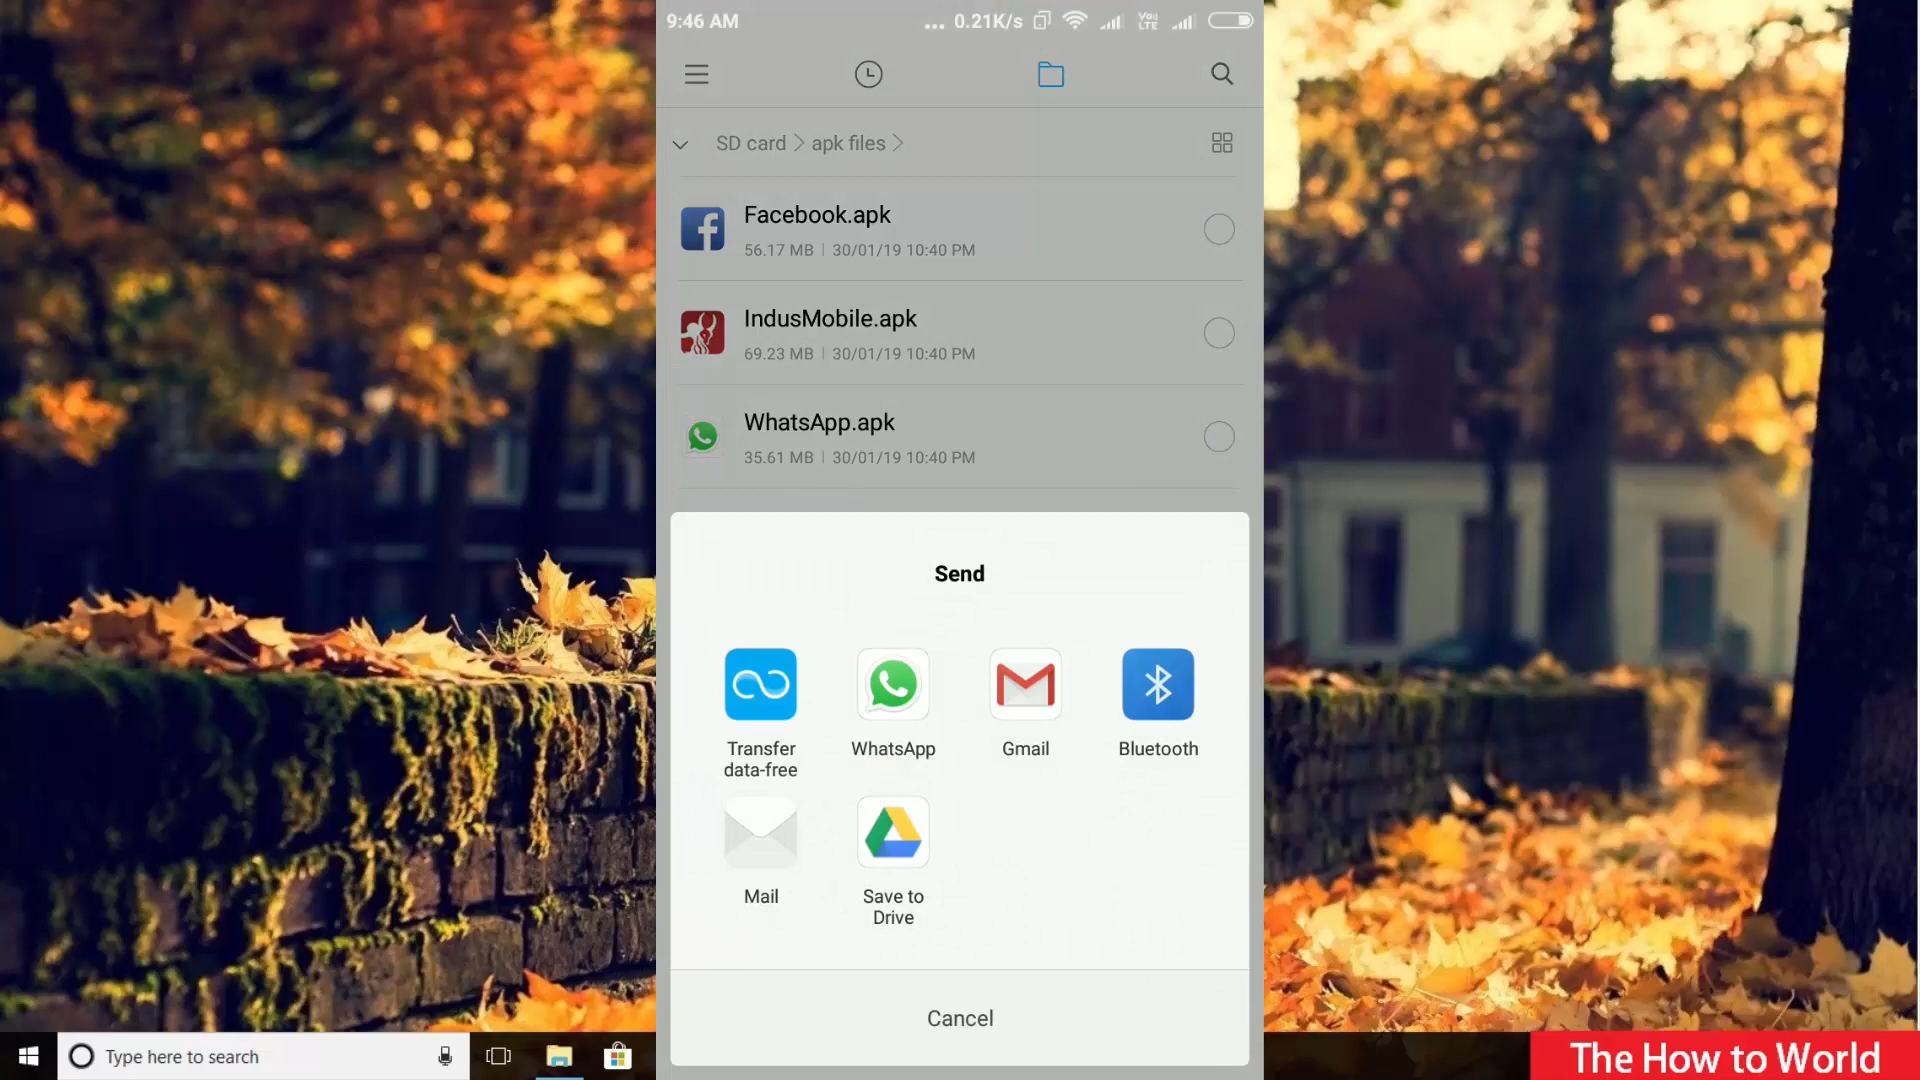 9:46 AM
... 0.21K/s
Vo
LTE
SD card
apk files
Facebook.apk
56.17 MB | 30/01/19 10:40 PM
IndusMobile.apk
69.23 MB | 30/01/19 10:40 PM
WhatsApp.apk
35.61 MB | 30/01/19 10:40 PM
Send
Transfer
data-free
WhatsApp
Gmail
Bluetooth
Mail
Save to
Drive
Cancel
Type here to search
The How to World